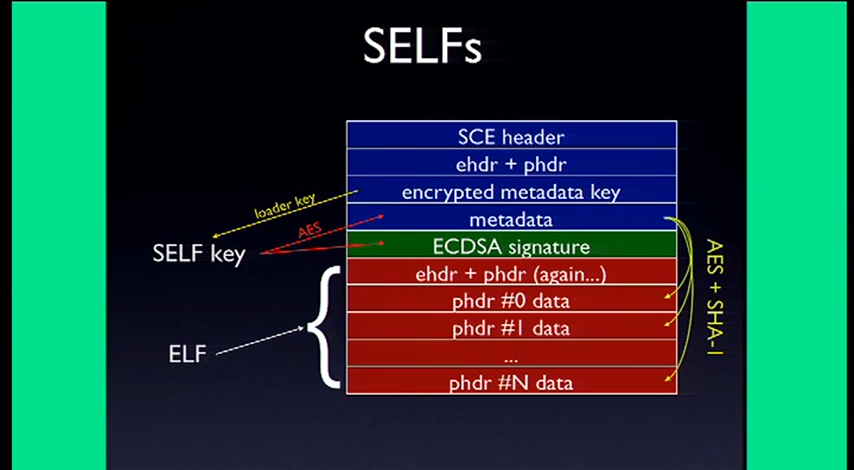 SELFs
SCE header
ehdr + phdr
encrypted metadata key
loader key
metadata
AES
SELF key
ECDSA signature
ehdr + phdr (again...)
phdr #0 data
phdr #1 data
AES + SHA-1
ELF
...
phdr #N data